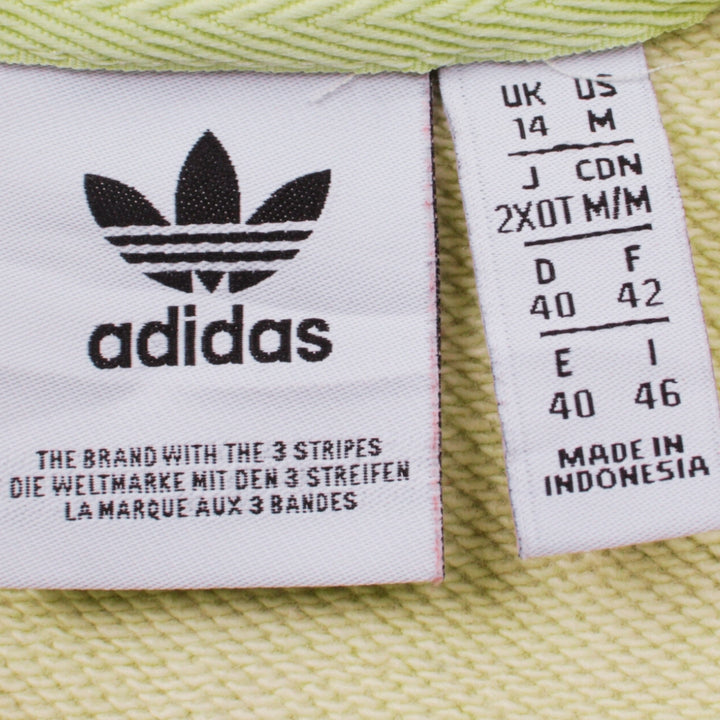 adidas
THE BRAND WITH THE 3 STRIPES
DIE WELTMARKE MIT DEN 3 STREIFEN
LA MARQUE AUX 3 BANDES
UK US
14 M
J CDN
2XOT M/M
D F
40 42
E I
40 46
MADE IN
INDONESIA